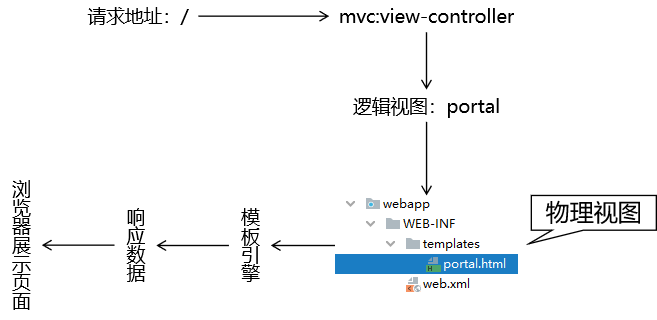 请求地址：/
mvc:view-controller
逻辑视图：portal
webapp
WEB-INF
templates
portal.html
web.xml
物理视图
模板引擎
响应数据
浏览器展示页面